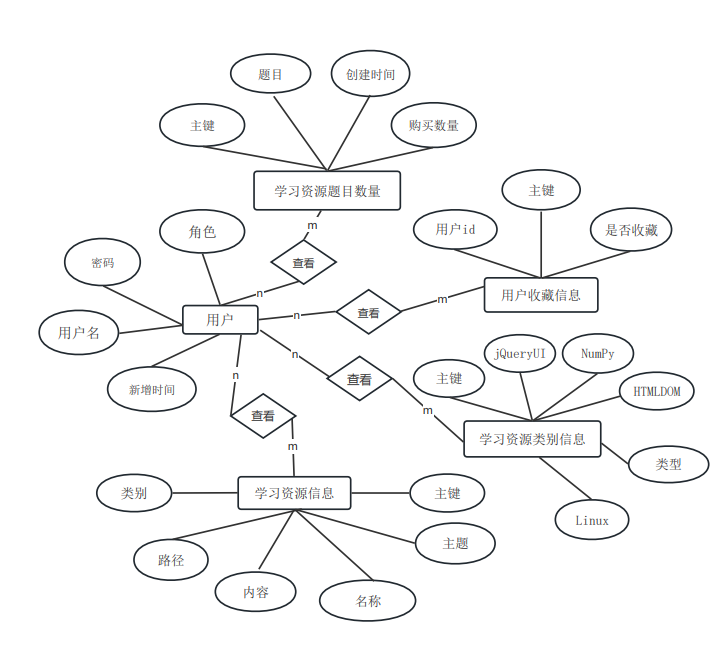 题目
创建时间
主键
购买数量
学习资源题目数量
主键
m
角色
用户id
是否收藏
密码
查看
n
用户收藏信息
m
用户
n
查看
用户名
n
jQueryUI
NumPy
查看
主键
n
新增时间
HTMLDOM
m
查看
学习资源类别信息
m
类型
类别
学习资源信息
主键
Linux
主题
路径
内容
名称